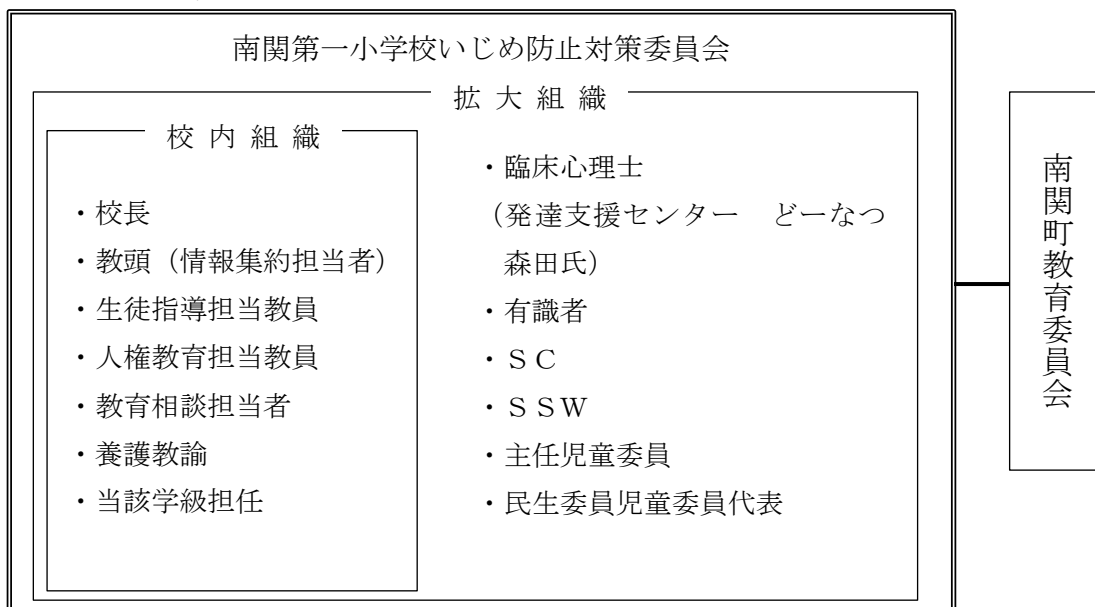 南関第一小学校いじめ防止対策委員会
拡 大 組 織
校 内 組 織
・校長
・教頭（情報集約担当者）
・生徒指導担当教員
・人権教育担当教員
・教育相談担当者
・養護教諭
・当該学級担任
・臨床心理士
（発達支援センター　どーなつ
森田氏）
・有識者
・ＳＣ
・ＳＳＷ
・主任児童委員
・民生委員児童委員代表
南関町教育委員会